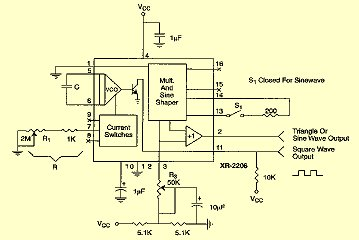 VCC
1µF
4
1
5
C
6
7
8
9
VCO
Current
Switches
Mult.
And
Sine
Shaper
+1
16
15
14
13
S1
200
S1 Closed For Sinewave
2
Triangle Or
Sine Wave Output
11
Square Wave
Output
XR-2206
10K
VCC
2M
R1
1K
R
10
12
3
1µF
R3
50K
10µF
VCC
5.1K
5.1K